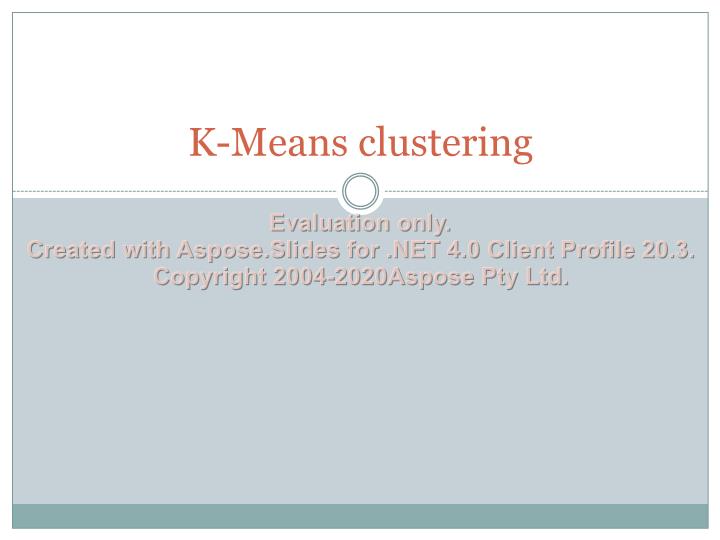 K-Means clustering
Evaluation only.
Created with Aspose.Slides for .NET 4.0 Client Profile 20.3.
Copyright 2004-2020Aspose Pty Ltd.